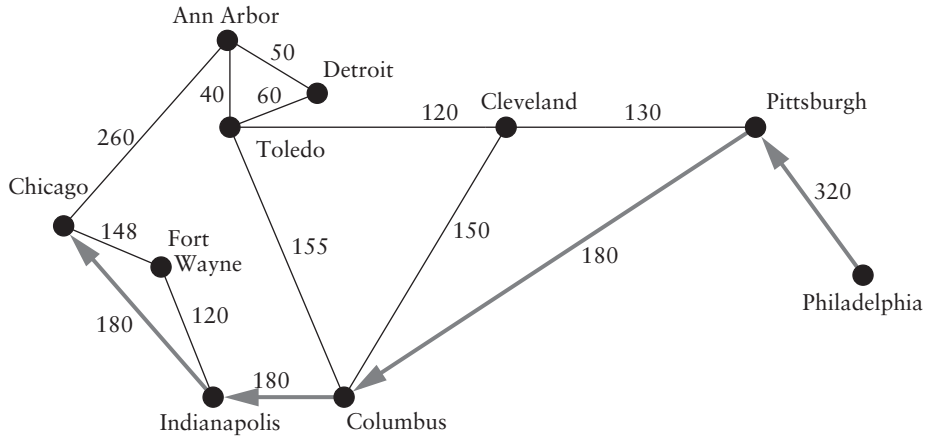 Ann Arbor
50
Detroit
40
60
Toledo
120
Cleveland
130
Pittsburgh
260
320
Chicago
148
Fort
Wayne
155
150
180
Philadelphia
180
120
180
Indianapolis
Columbus